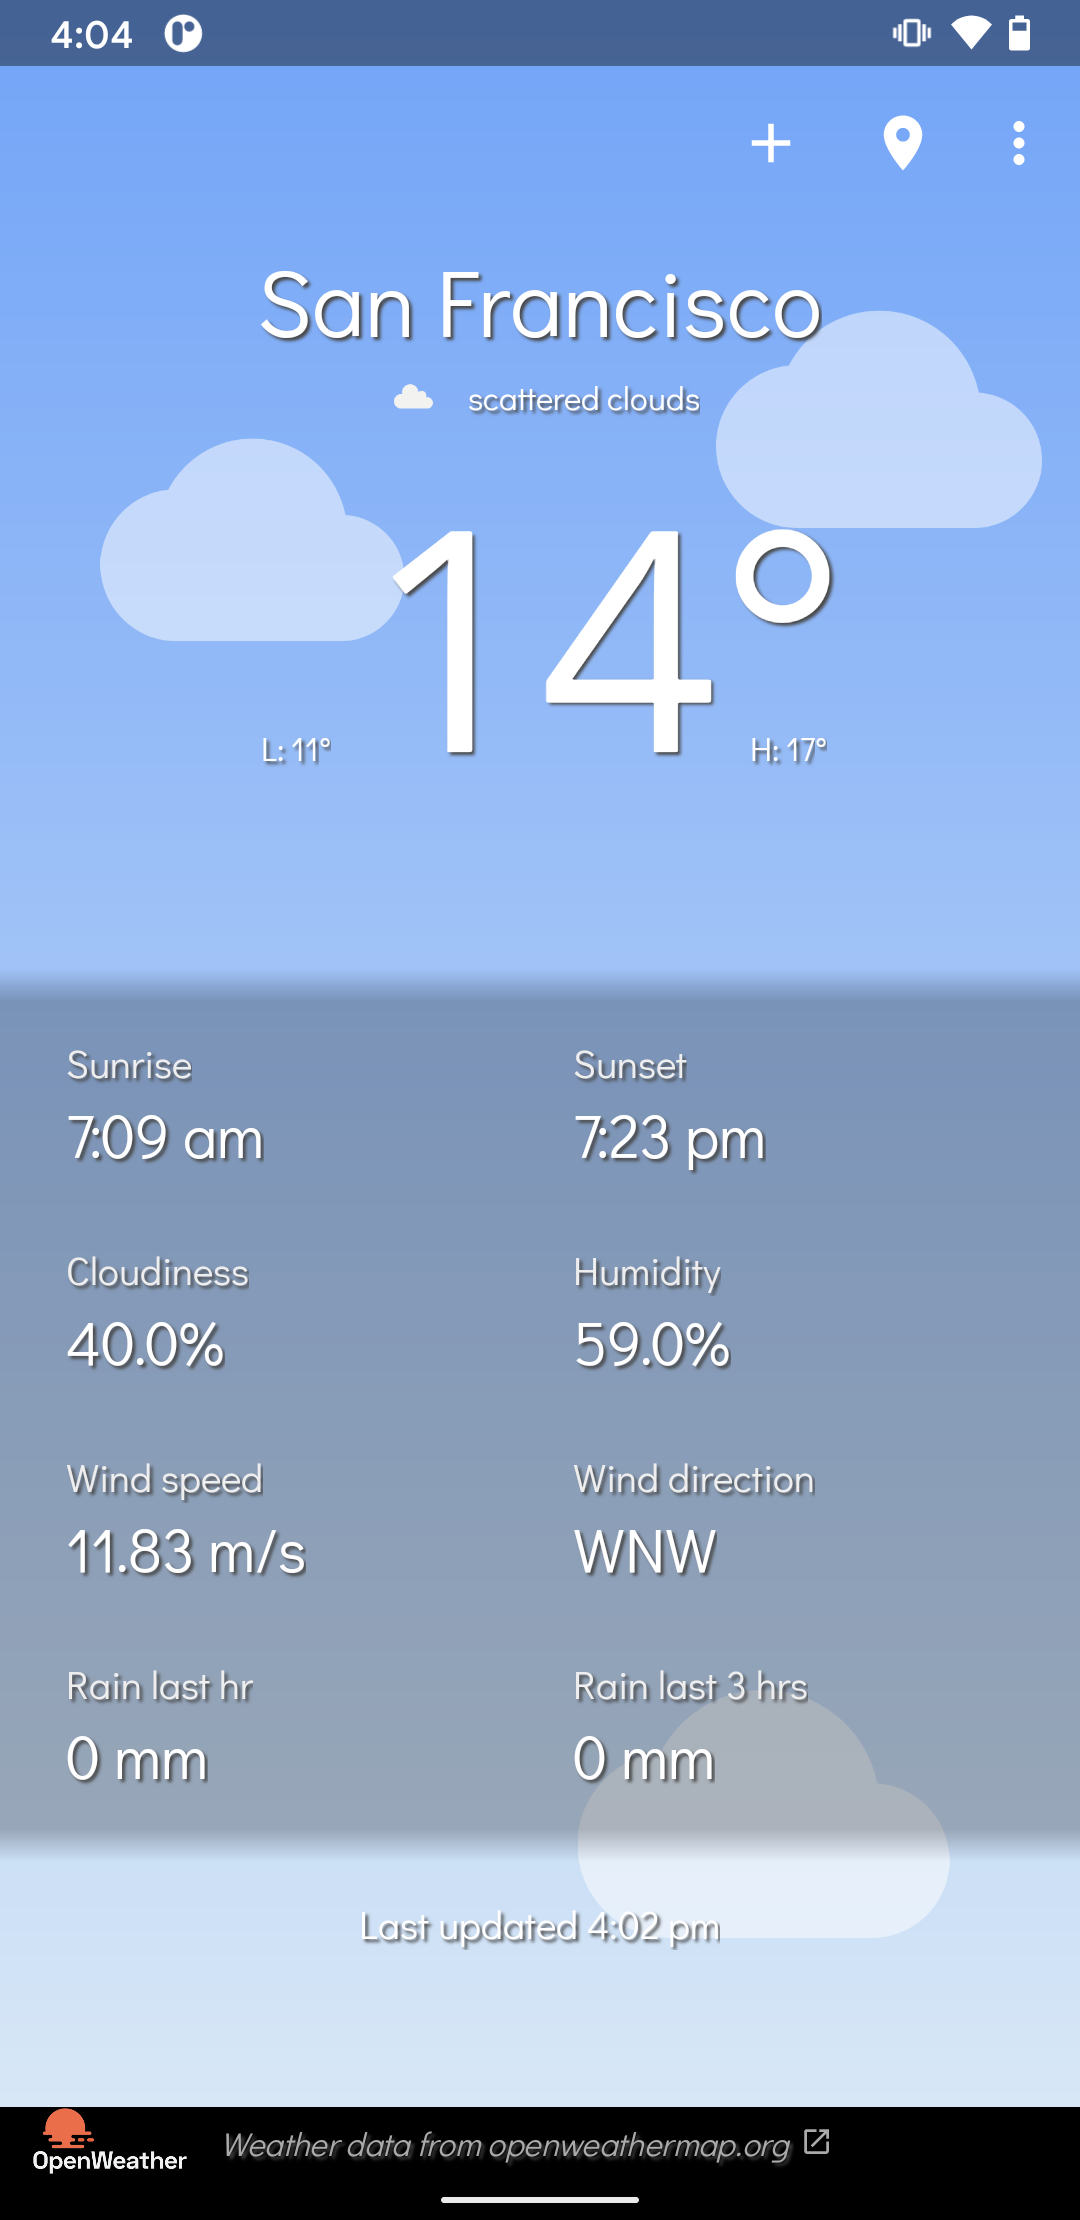 4:04
San Francisco
scattered clouds
14°
L: 11°
H: 17°
Sunrise
Sunset
7:09 am
7:23 pm
Cloudiness
Humidity
40.0%
59.0%
Wind speed
Wind direction
11.83 m/s
WNW
Rain last hr
Rain last 3 hrs
0 mm
0 mm
Last updated 4:02 pm
OpenWeather
Weather data from openweathermap.org